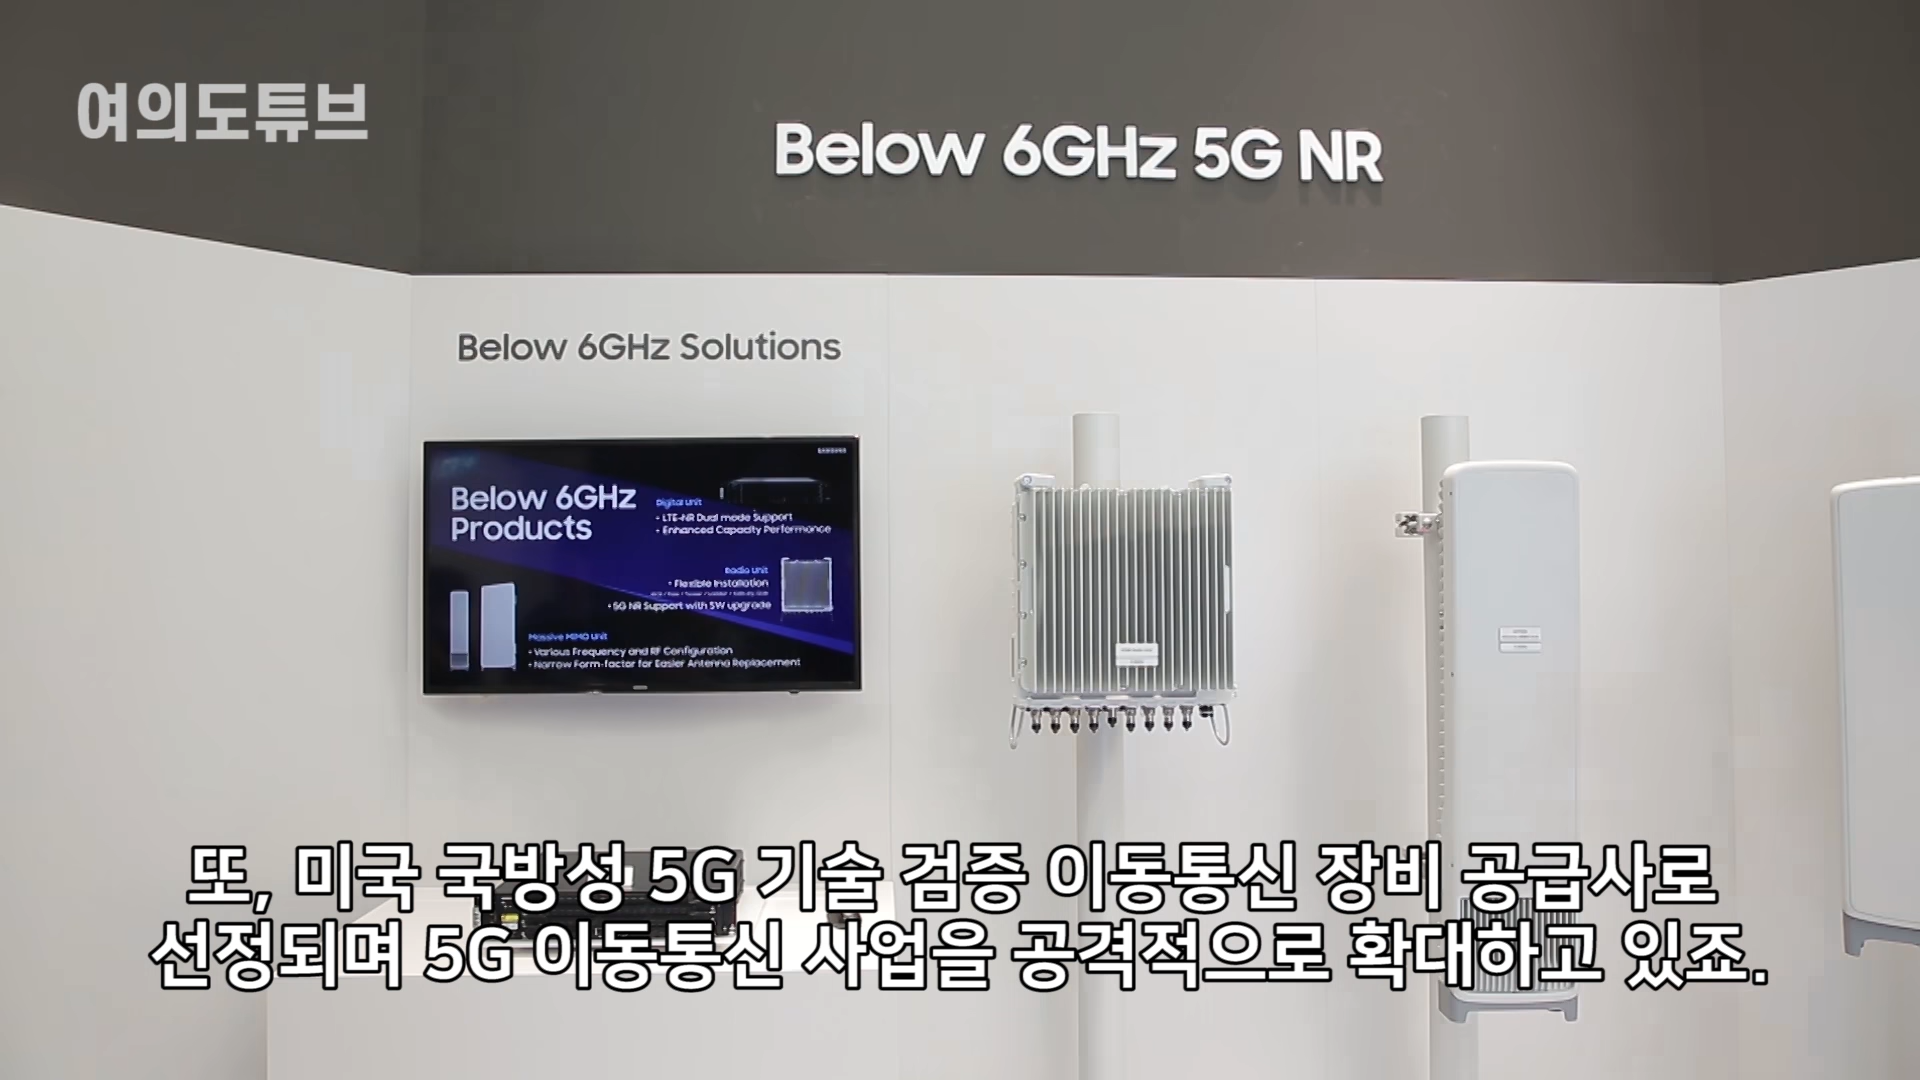 여의도튜브
Below 6GHz 5G NR
Below 6GHz Solutions
SAMSUNG
Below 6GHz
Products
Digital Unit
• LTE-NR Dual mode Support
• Enhanced Capacity Performance
Radio Unit
• Flexible Installation
• 5G NR Support with SW upgrade
Massive MIMO Unit
• Various Frequency and RF Configuration
• Narrow Form-factor for Easier Antenna Replacement
또, 미국 국방성 5G 기술 검증 이동통신 장비 공급사로
선정되며 5G 이동통신 사업을 공격적으로 확대하고 있죠.